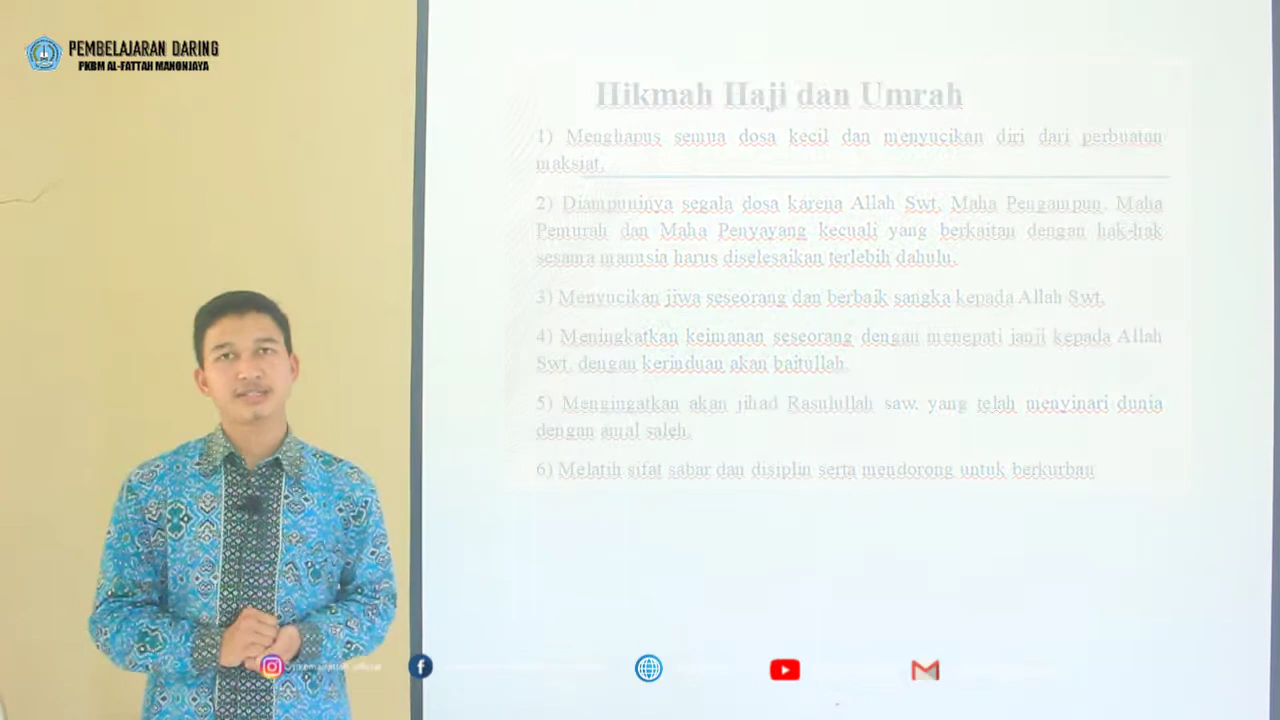 PEMBELAJARAN DARING
PKBM AL-FATTAH MANONJAYA
Hikmah Haji dan Umrah
1) Menghapus semua dosa kecil dan menyucikan diri dari perbuatan
maksiat.
2) Diampuninya segala dosa karena Allah Swt. Maha Pengampun. Maha
Pemurah dan Maha Penyayang kecuali yang berkaitan dengan hak-hak
sesama manusia harus diselesaikan terlebih dahulu.
3) Menyucikan jiwa seseorang dan berbaik sangka kepada Allah Swt.
4) Meningkatkan keimanan seseorang dengan menepati janji kepada Allah
Swt. dengan kerinduan akan baitullah.
5) Mengingatkan akan jihad Rasulullah saw. yang telah menyinari dunia
dengan amal saleh.
6) Melatih sifat sabar dan disiplin serta mendorong untuk berkurban